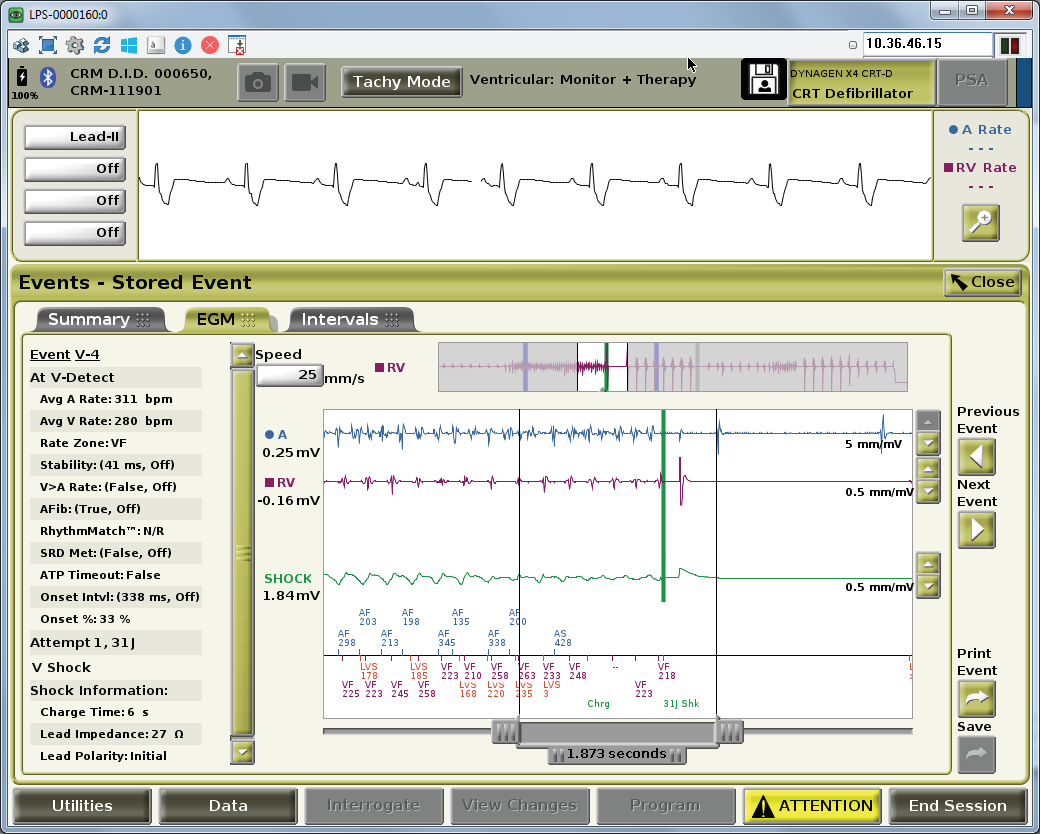 LPS-0000160:0
a
10.36.46.15
100%
CRM D.I.D. 000650,
CRM-111901
Tachy Mode
Ventricular: Monitor + Therapy
DYNAGEN X4 CRT-D
CRT Defibrillator
PSA
Lead-II
Off
Off
Off
A Rate
- - -
RV Rate
- - -
Events - Stored Event
Close
Summary
EGM
Intervals
Event V-4
At V-Detect
Avg A Rate: 311 bpm
Avg V Rate: 280 bpm
Rate Zone: VF
Stability: (41 ms, Off)
V>A Rate: (False, Off)
AFib: (True, Off)
RhythmMatch™: N/R
SRD Met: (False, Off)
ATP Timeout: False
Onset Intvl: (338 ms, Off)
Onset %: 33 %
Attempt 1, 31J
V Shock
Shock Information:
Charge Time: 6 s
Lead Impedance: 27 Ω
Lead Polarity: Initial
Speed
25 mm/s
RV
A
0.25 mV
5 mm/mV
RV
-0.16 mV
0.5 mm/mV
SHOCK
1.84 mV
0.5 mm/mV
AF AF AF AF
203 198 135 200
AF AF AF AF AS
298 213 345 338 428
LVS LVS VF VF VF VF VF VF -- VF
178 185 223 210 258 263 233 248 218
VF VF VF VF LVS LVS LVS LVS VF
225 223 245 258 168 220 235 3 223
Chrg 31J Shk
1.873 seconds
Previous
Event
Next
Event
Print
Event
Save
Utilities
Data
Interrogate
View Changes
Program
ATTENTION
End Session